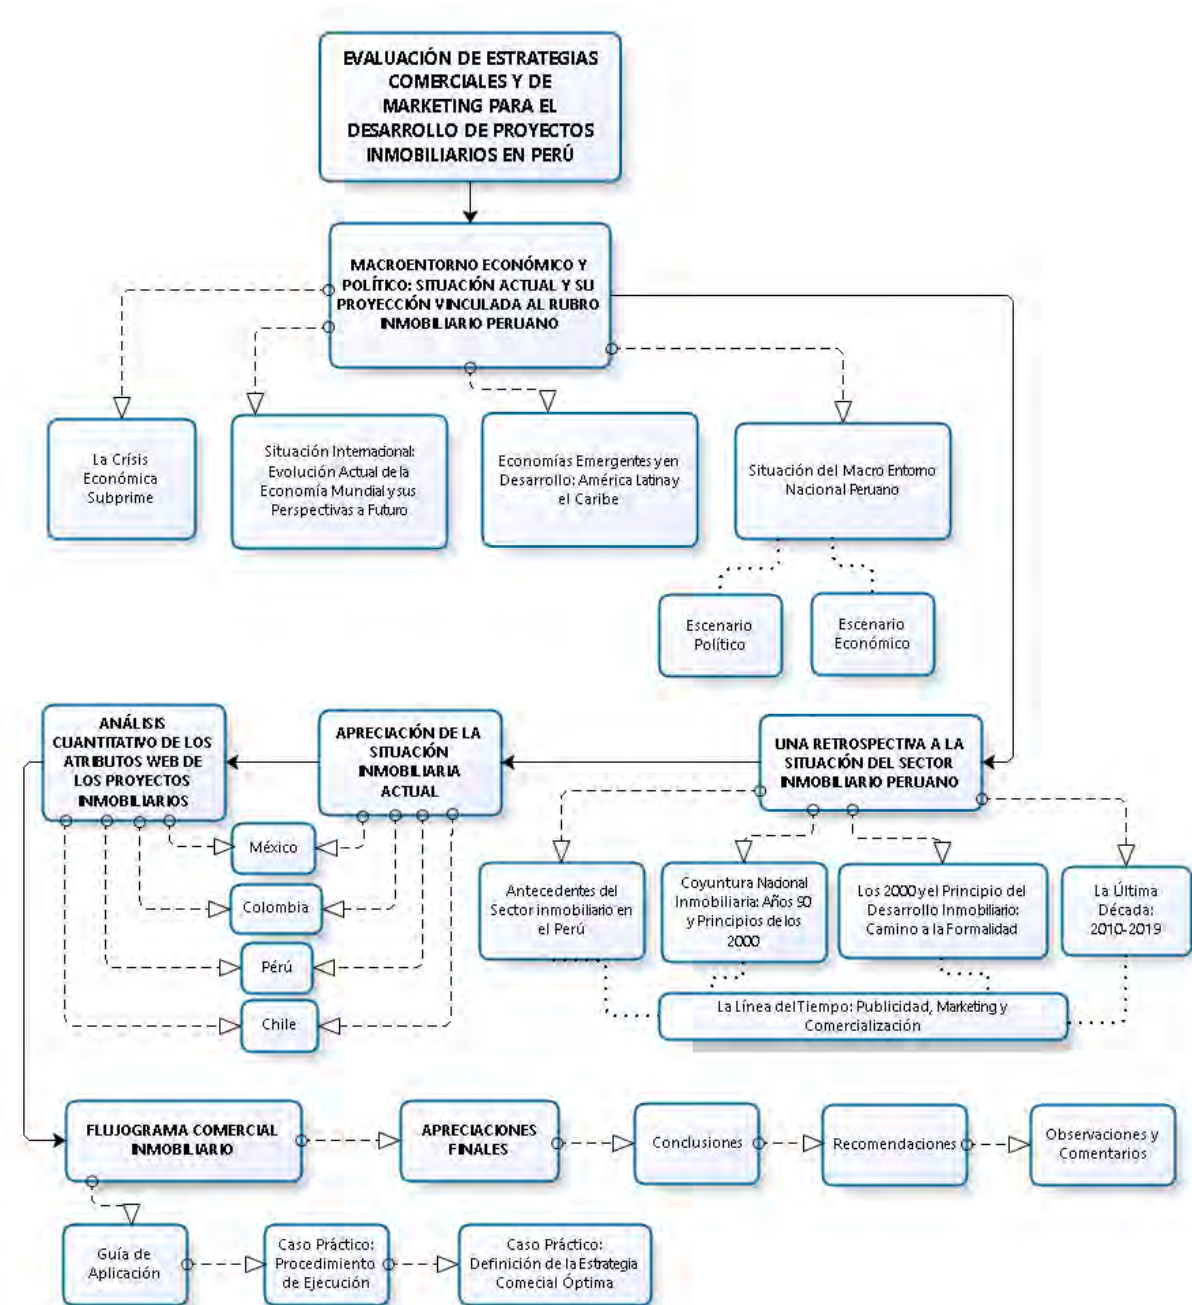 EVALUACIÓN DE ESTRATEGIAS
COMERCIALES Y DE
MARKETING PARA EL
DESARROLLO DE PROYECTOS
INMOBILIARIOS EN PERÚ
MACROENTORNO ECONÓMICO Y
POLÍTICO: SITUACIÓN ACTUAL Y SU
PROYECCIÓN VINCULADA AL RUBRO
INMOBILIARIO PERUANO
La Crísis
Económica
Subprime
Situación Internacional:
Evolución Actual de la
Economía Mundial y sus
Perspectivas a Futuro
Economías Emergentes y en
Desarrollo: América Latina y
el Caribe
Situación del Macro Entorno
Nacional Peruano
Escenario
Político
Escenario
Económico
ANÁLISIS
CUANTITATIVO DE LOS
ATRIBUTOS WEB DE
LOS PROYECTOS
INMOBILIARIOS
APRECIACIÓN DE LA
SITUACIÓN
INMOBILIARIA
ACTUAL
UNA RETROSPECTIVA A LA
SITUACIÓN DEL SECTOR
INMOBILIARIO PERUANO
México
Colombia
Pérú
Chile
Antecedentes del
Sector inmobiliario en
el Perú
Coyuntura Nacional
Inmobiliaria: Años 90
y Principios de los
2000
Los 2000 y el Principio del
Desarrollo Inmobiliario:
Camino a la Formalidad
La Última
Década:
2010-2019
La Línea del Tiempo: Publicidad, Marketing y
Comercialización
FLUJOGRAMA COMERCIAL
INMOBILIARIO
APRECIACIONES
FINALES
Conclusiones
Recomendaciones
Observaciones y
Comentarios
Guía de
Aplicación
Caso Práctico:
Procedimiento
de Ejecución
Caso Práctico:
Definición de la Estrategia
Comecial Óptima